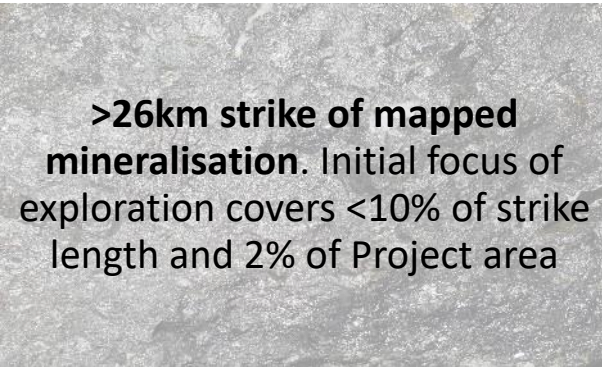 >26km strike of mapped
mineralisation. Initial focus of
exploration covers <10% of strike
length and 2% of Project area